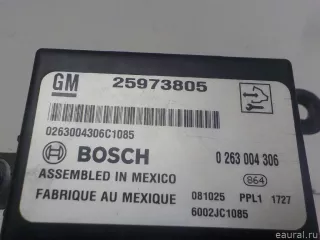 GM 25973805
0263004306C1085
BOSCH 0 263 004 306
ASSEMBLED IN MEXICO 864
FABRIQUE AU MEXIQUE 081025 PPL1 1727
6002JC1085
eaural.ru